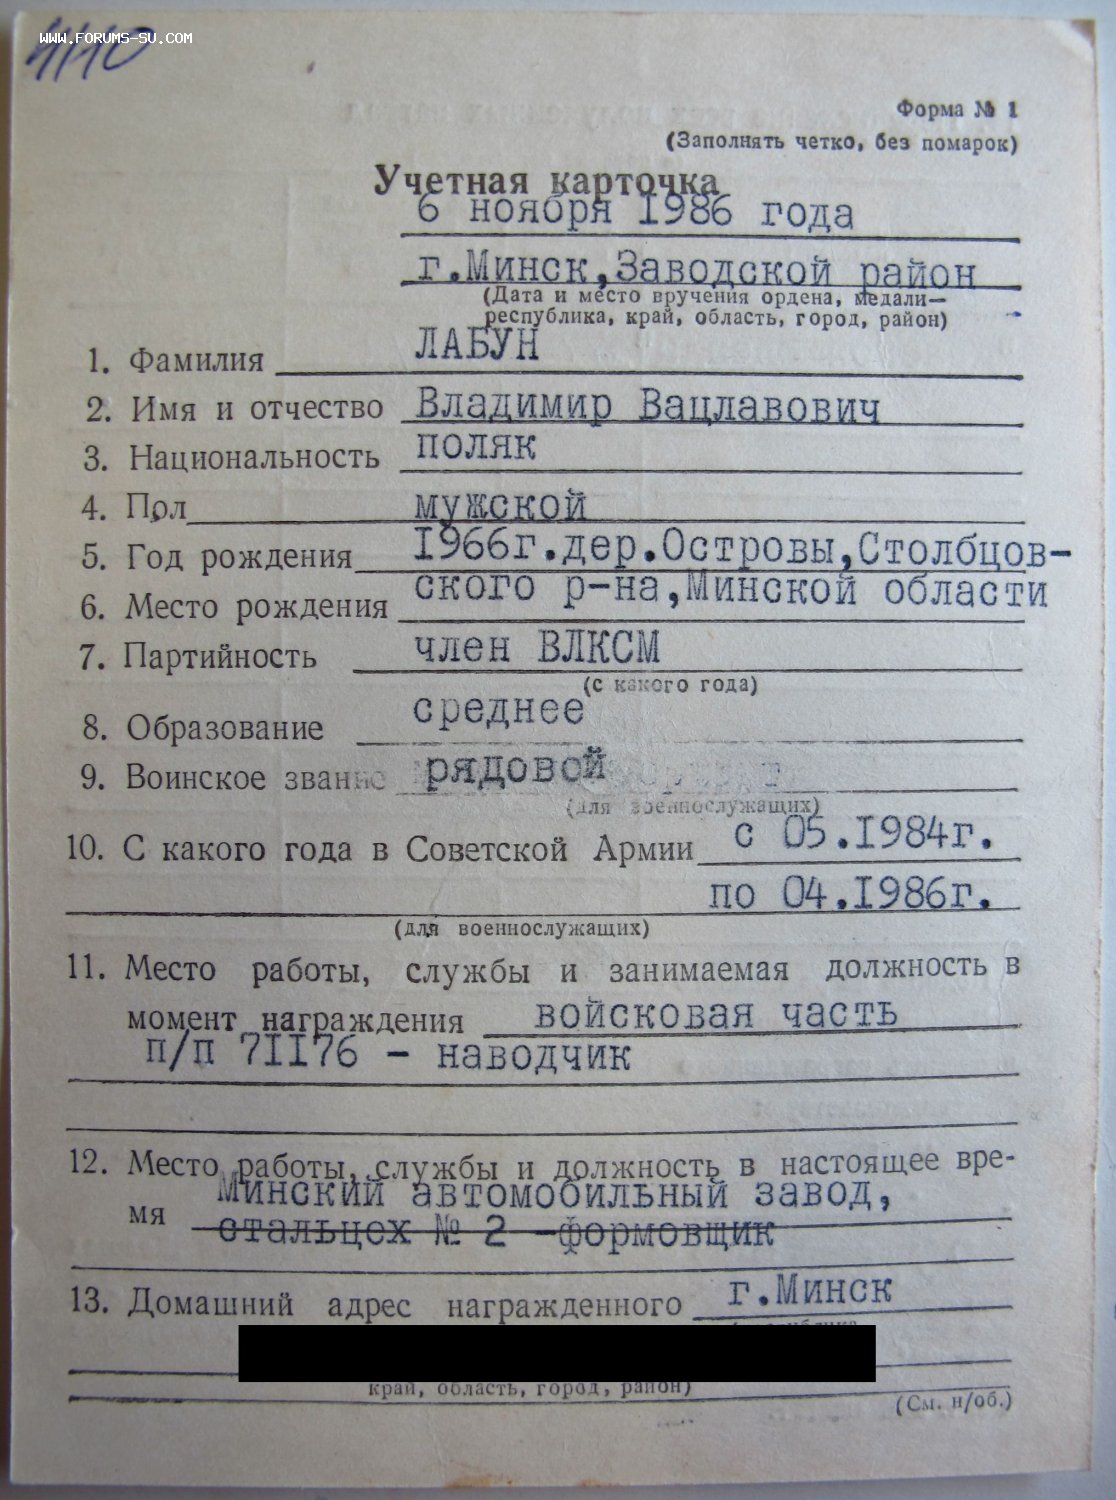 WWW.FORUMS-SU.COM
Форма № 1
(Заполнять четко, без помарок)
Учетная карточка
6 ноября 1986 года
г.Минск,Заводской район
(Дата и место вручения ордена, медали—
республика, край, область, город, район)
1. Фамилия ЛАБУН
2. Имя и отчество Владимир Вацлавович
3. Национальность поляк
4. Пол мужской
5. Год рождения 1966г.дер.Островы,Столбцов-
6. Место рождения ского р-на,Минской области
7. Партийность член ВЛКСМ
(с какого года)
8. Образование среднее
9. Воинское звание рядовой
(для военнослужащих)
10. С какого года в Советской Армии с 05.1984г.
по 04.1986г.
(для военнослужащих)
11. Место работы, службы и занимаемая должность в
момент награждения войсковая часть
п/п 71176 - наводчик
12. Место работы, службы и должность в настоящее вре-
Минский автомобильный завод,
мя стальцех № 2 -формовщик
13. Домашний адрес награжденного г.Минск
край, область, город, район)
(См. н/об.)